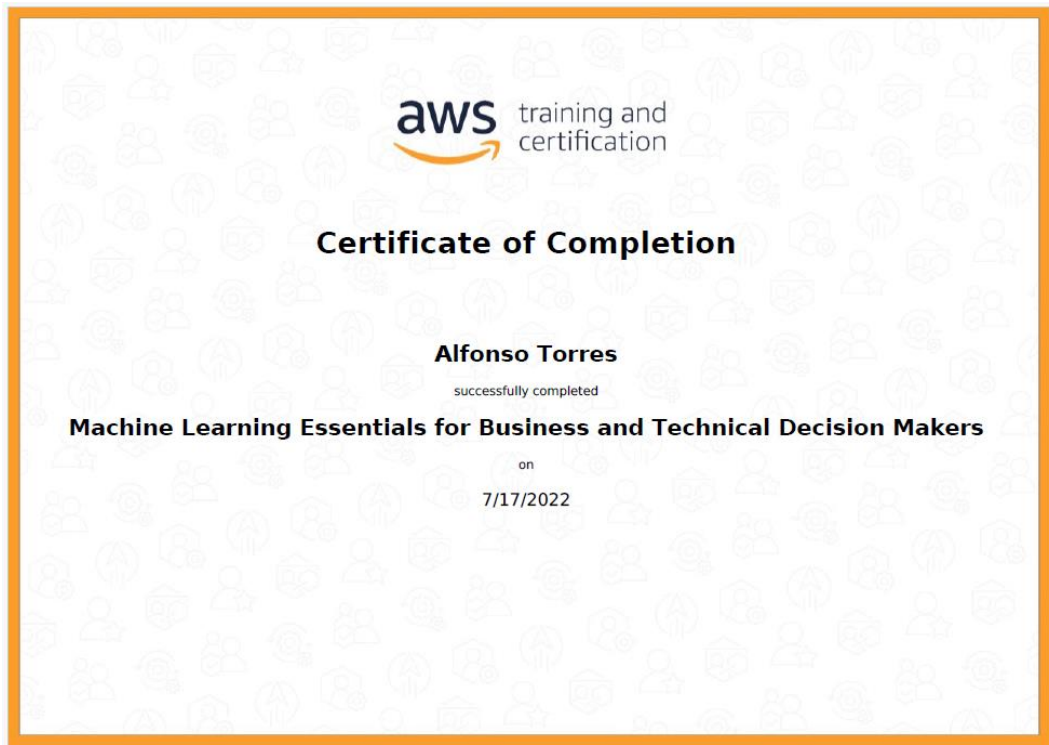 aws training and
certification
Certificate of Completion
Alfonso Torres
successfully completed
Machine Learning Essentials for Business and Technical Decision Makers
on
7/17/2022